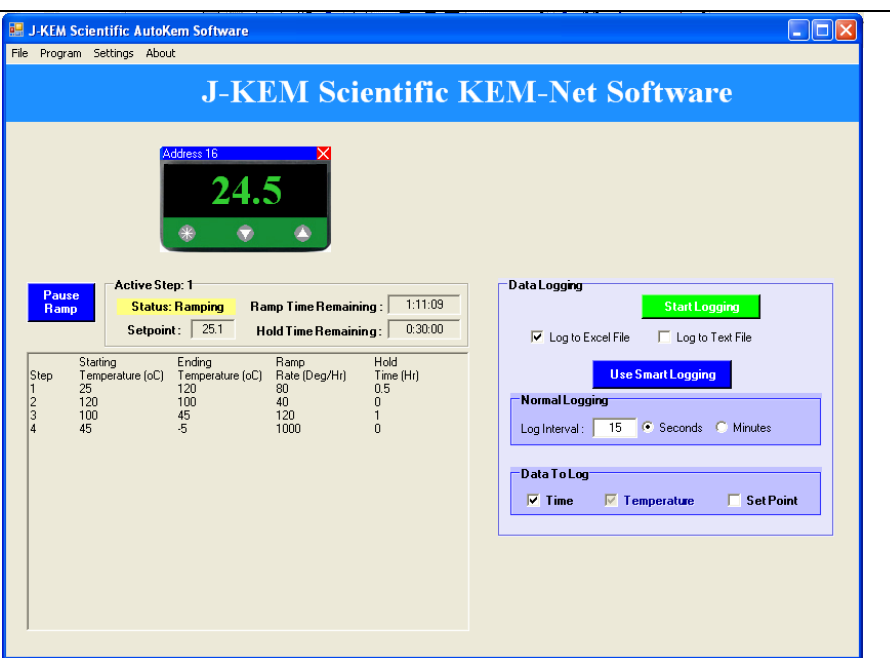 J-KEM Scientific AutoKem Software
File Program Settings About
J-KEM Scientific KEM-Net Software
Address 16
24.5
Pause
Ramp
Active Step: 1
Status: Ramping Ramp Time Remaining : 1:11:09
Setpoint : 25.1 Hold Time Remaining : 0:30:00
Starting Ending Ramp Hold
Step Temperature (oC) Temperature (oC) Rate (Deg/Hr) Time (Hr)
1 25 120 80 0.5
2 120 100 40 0
3 100 45 120 1
4 45 -5 1000 0
Data Logging
Start Logging
Log to Excel File Log to Text File
Use Smart Logging
Normal Logging
Log Interval : 15 Seconds Minutes
Data To Log
Time Temperature Set Point